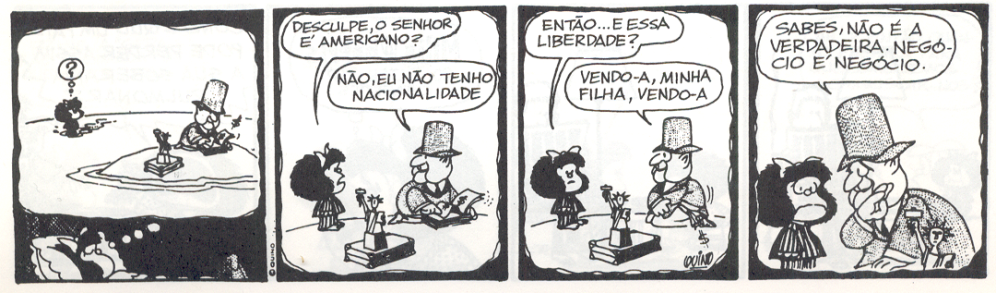 ?
DESCULPE, O SENHOR
E' AMERICANO?
NÃO, EU NÃO TENHO
NACIONALIDADE
ENTÃO...E ESSA
LIBERDADE?
VENDO-A, MINHA
FILHA, VENDO-A
$
QUINO
SABES, NÃO É A
VERDADEIRA. NEGÓ-
CIO E' NEGÓCIO.